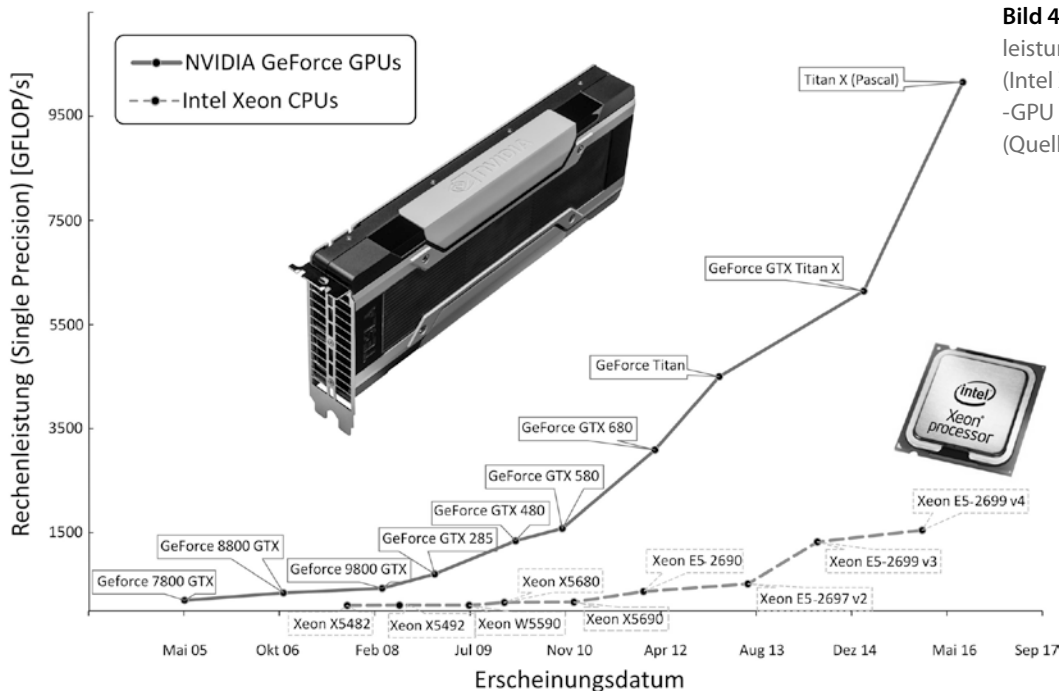 Bild 4
leistu
(Intel
-GPU
(Quell
NVIDIA GeForce GPUs
Intel Xeon CPUs
Rechenleistung (Single Precision) [GFLOP/s]
9500
7500
5500
3500
1500
Titan X (Pascal)
GeForce GTX Titan X
GeForce Titan
GeForce GTX 680
GeForce GTX 580
GeForce GTX 480
GeForce GTX 285
Geforce 9800 GTX
GeForce 8800 GTX
Geforce 7800 GTX
NVIDIA
TESLA
intel
Xeon®
processor
Xeon E5-2699 v4
Xeon E5-2699 v3
Xeon E5-2697 v2
Xeon E5-2690
Xeon X5680
Xeon X5690
Xeon W5590
Xeon X5492
Xeon X5482
Mai 05 Okt 06 Feb 08 Jul 09 Nov 10 Apr 12 Aug 13 Dez 14 Mai 16 Sep 17
Erscheinungsdatum